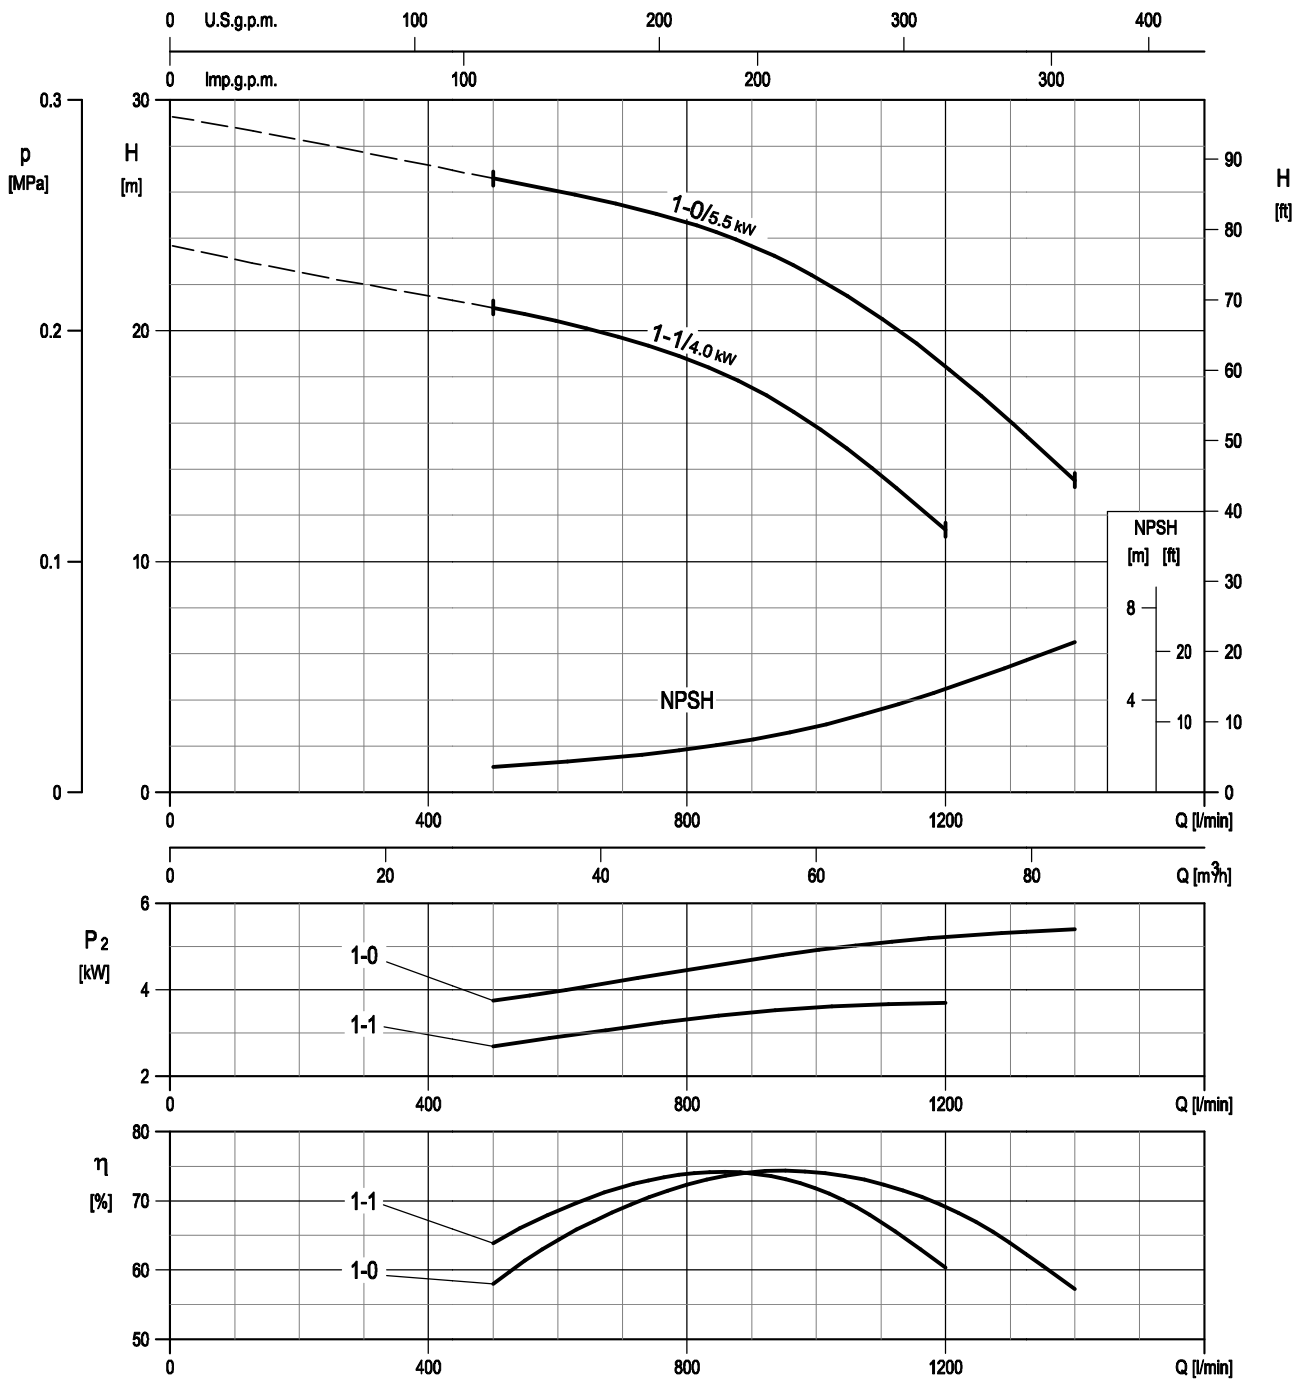 0 U.S.g.p.m. 100 200 300 400
0 Imp.g.p.m. 100 200 300
0.3 30
p H 90
[MPa] [m] H
[ft]
1-0/5.5 kW
80
70
0.2 20
1-1/4.0 kW
60
50
40
NPSH
[m] [ft]
0.1 10
30
8
20 20
NPSH 4
10 10
0 0 0
0 400 800 1200 Q [l/min]
0 20 40 60 80 Q [m³/h]
6
P2
[kW]
1-0
4
1-1
2
0 400 800 1200 Q [l/min]
80
η
[%]
70 1-1
60 1-0
50
0 400 800 1200 Q [l/min]